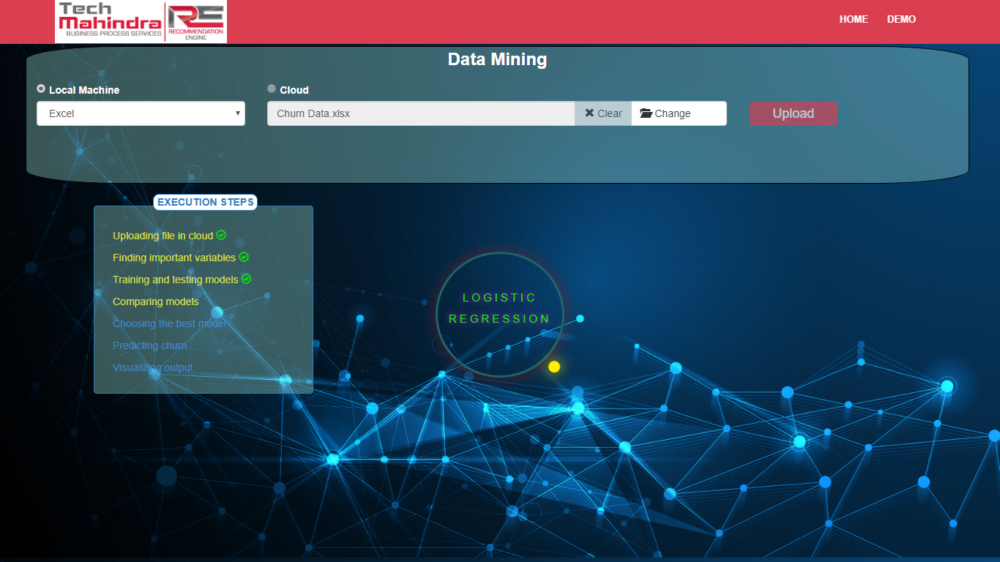 Tech
Mahindra
BUSINESS PROCESS SERVICES
RE
RECOMMENDATION
ENGINE
HOME DEMO
Data Mining
Local Machine Cloud
Excel Churn Data.xlsx Clear Change Upload
EXECUTION STEPS
Uploading file in cloud
Finding important variables
Training and testing models
Comparing models
Choosing the best model
Predicting churn
Visualizing output
LOGISTIC
REGRESSION